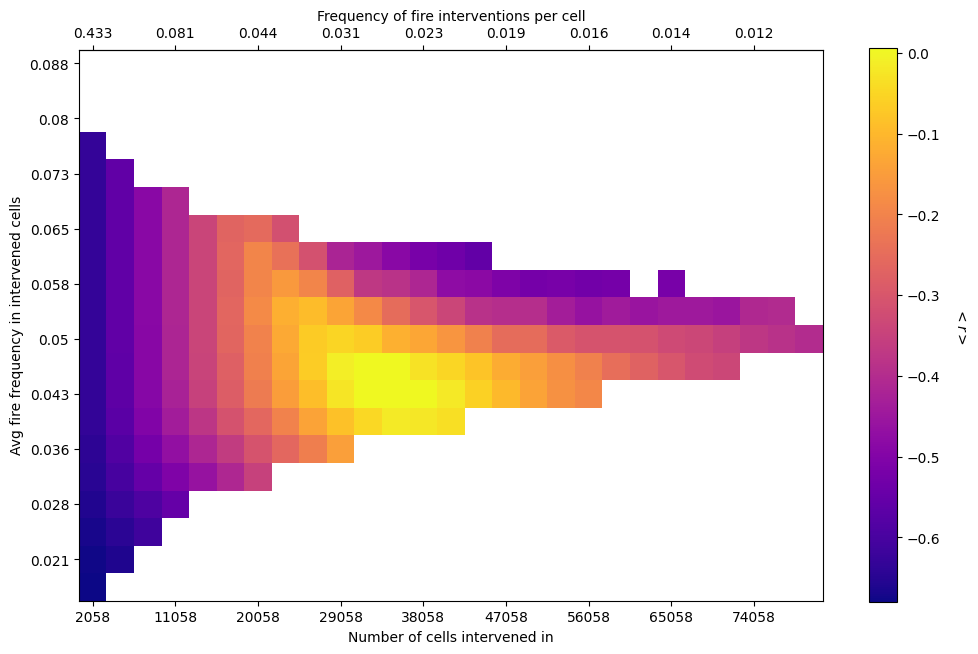 Frequency of fire interventions per cell
0.433 0.081 0.044 0.031 0.023 0.019 0.016 0.014 0.012
Avg fire frequency in intervened cells
0.088
0.08
0.073
0.065
0.058
0.05
0.043
0.036
0.028
0.021
2058 11058 20058 29058 38058 47058 56058 65058 74058
Number of cells intervened in
0.0
−0.1
−0.2
−0.3
−0.4
−0.5
−0.6
< r >